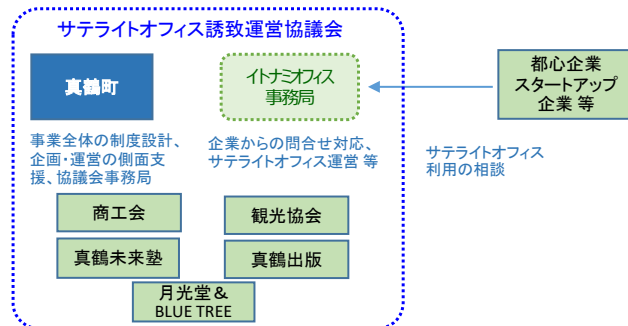 サテライトオフィス誘致運営協議会
真鶴町
イトナミオフィス
事務局
都心企業
スタートアップ
企業 等
事業全体の制度設計、
企画・運営の側面支
援、協議会事務局
企業からの問合せ対応、
サテライトオフィス運営 等
サテライトオフィス
利用の相談
商工会
観光協会
真鶴未来塾
真鶴出版
月光堂＆
BLUE TREE